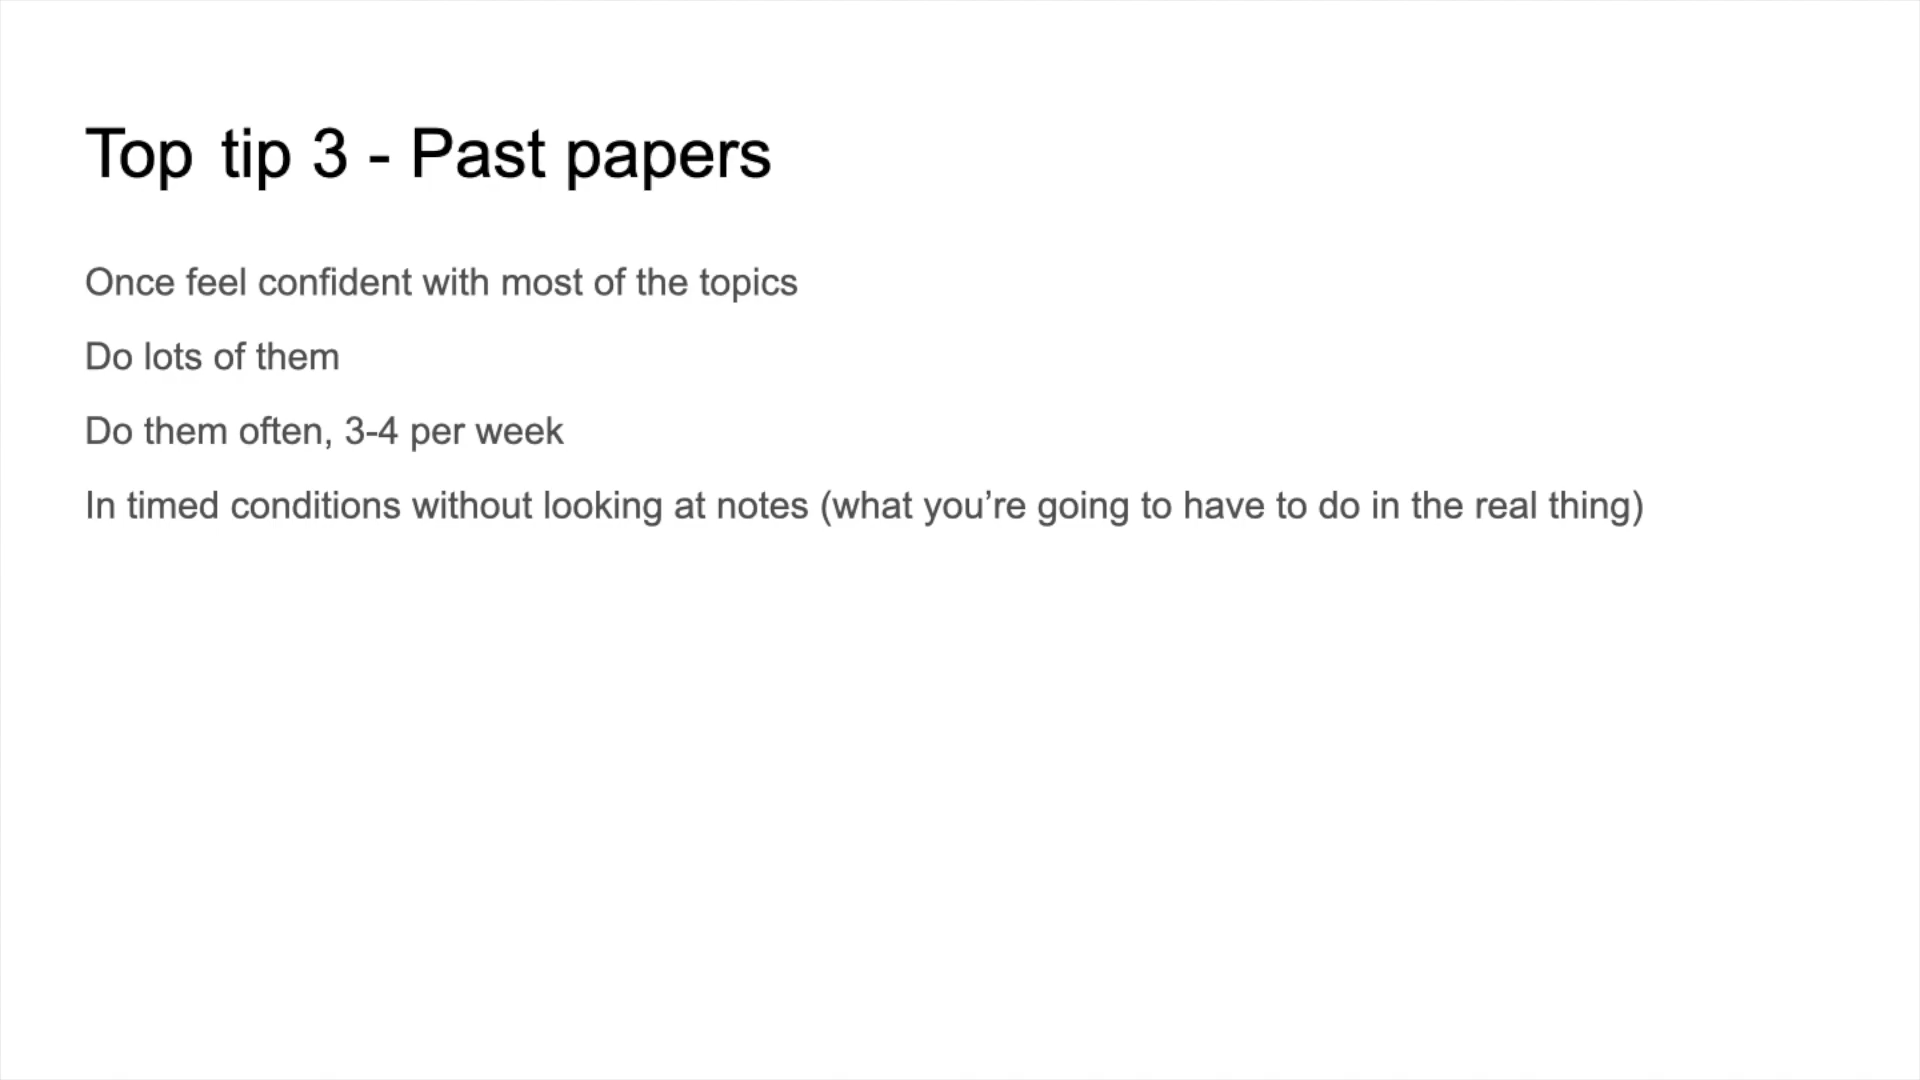 Top tip 3 - Past papers
Once feel confident with most of the topics
Do lots of them
Do them often, 3-4 per week
In timed conditions without looking at notes (what you’re going to have to do in the real thing)